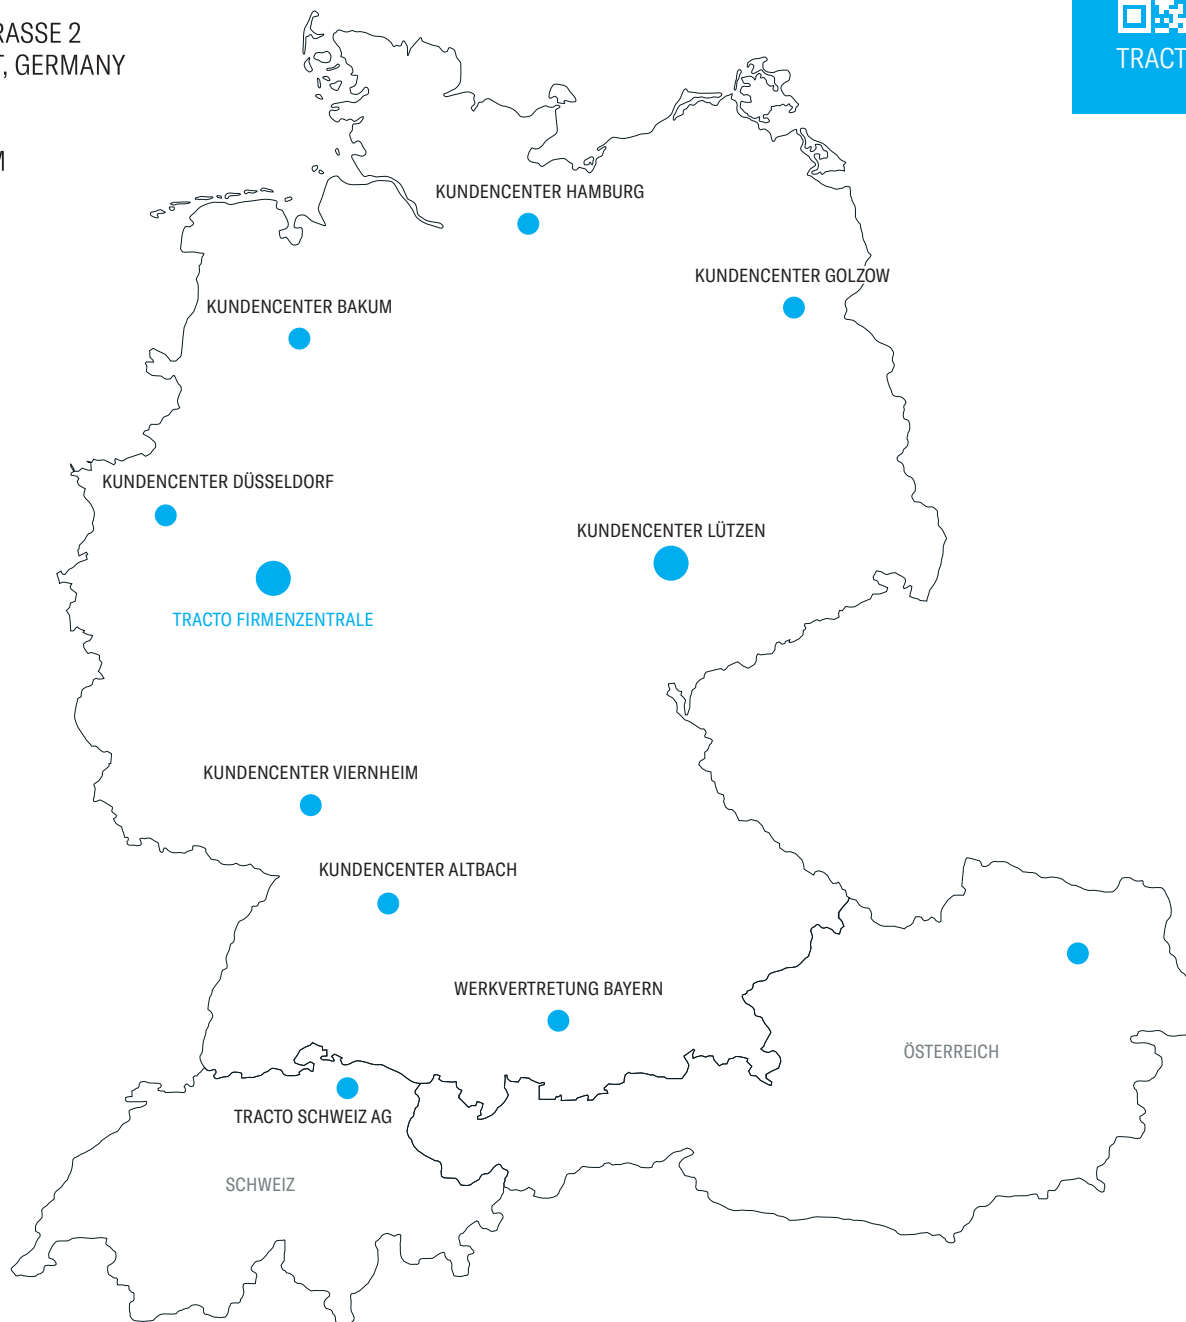 RASSE 2
T, GERMANY
TRACT
M
KUNDENCENTER HAMBURG
KUNDENCENTER GOLZOW
KUNDENCENTER BAKUM
KUNDENCENTER DÜSSELDORF
KUNDENCENTER LÜTZEN
TRACTO FIRMENZENTRALE
KUNDENCENTER VIERNHEIM
KUNDENCENTER ALTBACH
WERKVERTRETUNG BAYERN
ÖSTERREICH
TRACTO SCHWEIZ AG
SCHWEIZ